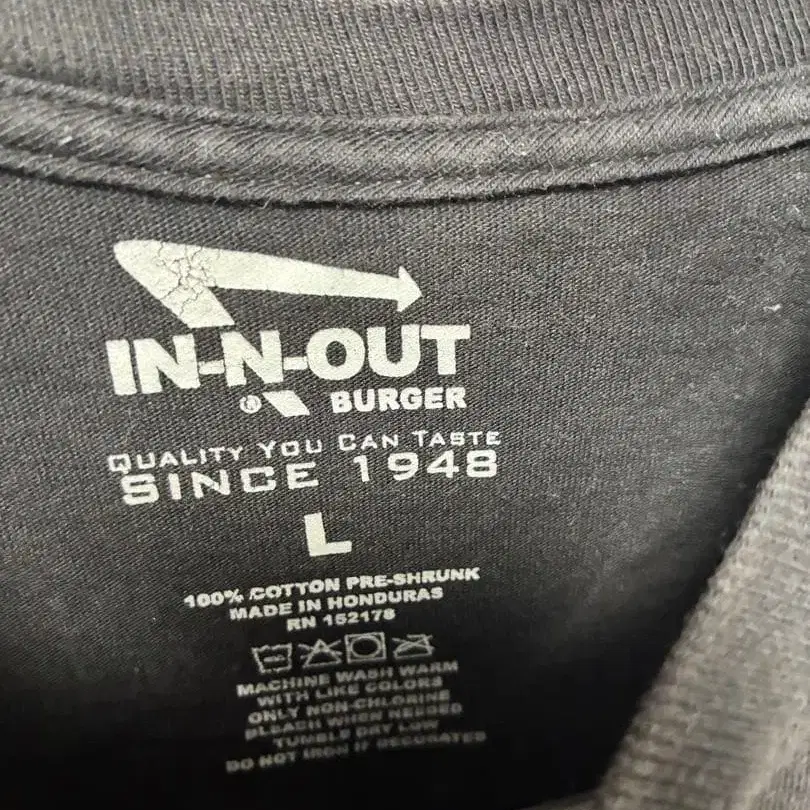 IN-N-OUT
® BURGER
QUALITY YOU CAN TASTE
SINCE 1948
L
100% COTTON PRE-SHRUNK
MADE IN HONDURAS
RN 152178
MACHINE WASH WARM
WITH LIKE COLORS
ONLY NON-CHLORINE
BLEACH WHEN NEEDED
TUMBLE DRY LOW
DO NOT IRON IF DECORATED